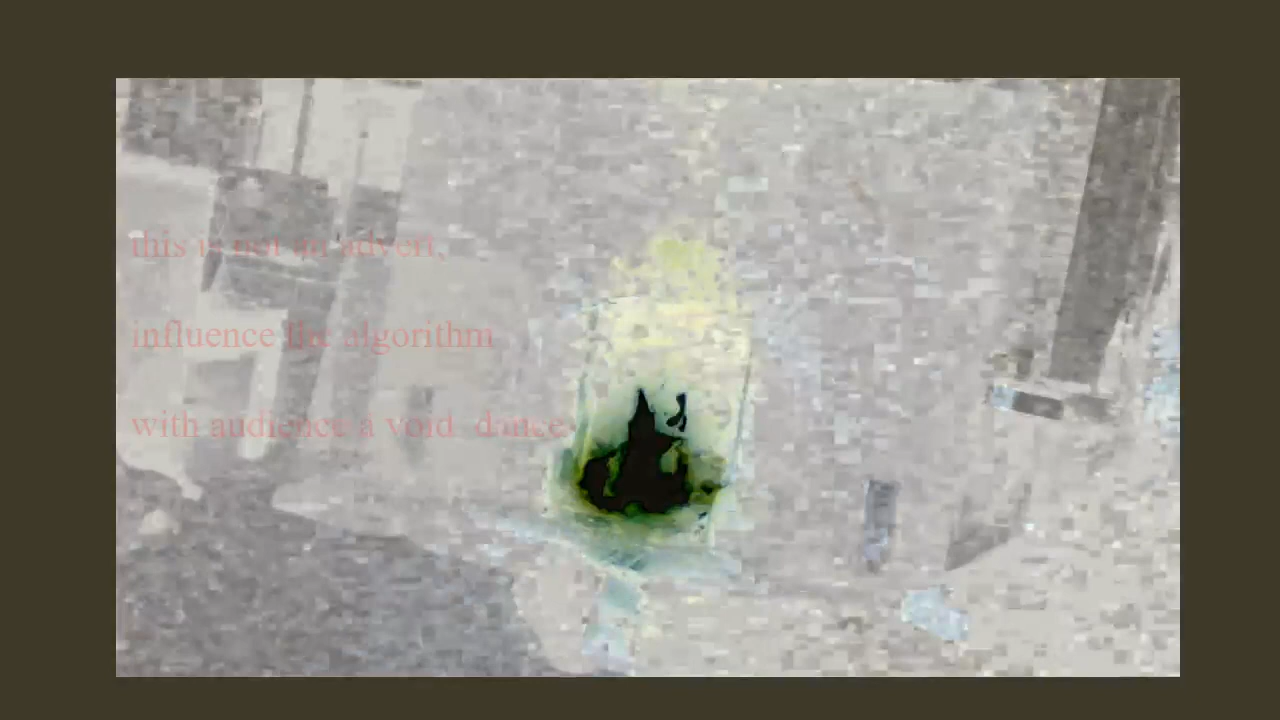 this is not an advert,
influence the algorithm
with audience a void dance